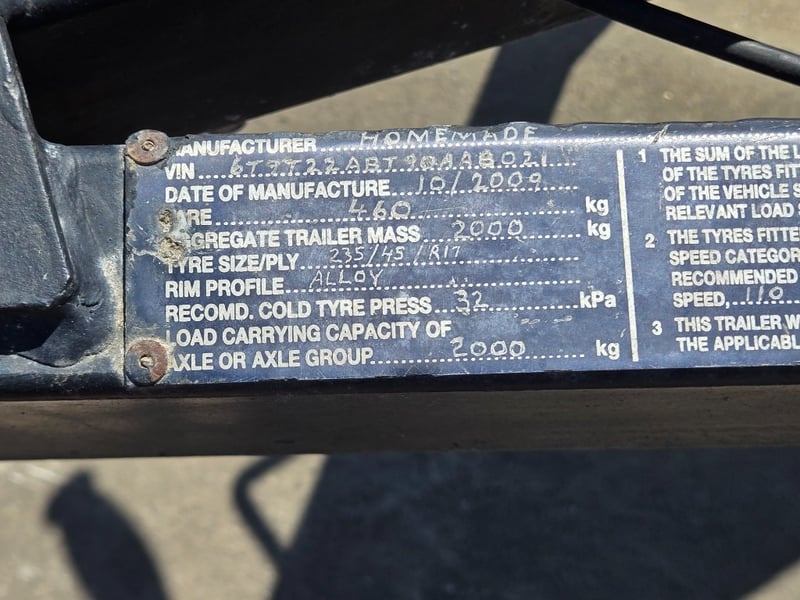 MANUFACTURER HOMEMADE
VIN 6T9T22ABT90AAB021
DATE OF MANUFACTURE 10/2009
TARE 460 kg
AGGREGATE TRAILER MASS 2000 kg
TYRE SIZE/PLY 235/45/R17
RIM PROFILE ALLOY
RECOMD. COLD TYRE PRESS 32 kPa
LOAD CARRYING CAPACITY OF
AXLE OR AXLE GROUP 2000 kg
1 THE SUM OF THE L
OF THE TYRES FIT
OF THE VEHICLE S
RELEVANT LOAD
2 THE TYRES FITTE
SPEED CATEGOR
RECOMMENDED
SPEED, 110
3 THIS TRAILER W
THE APPLICABL